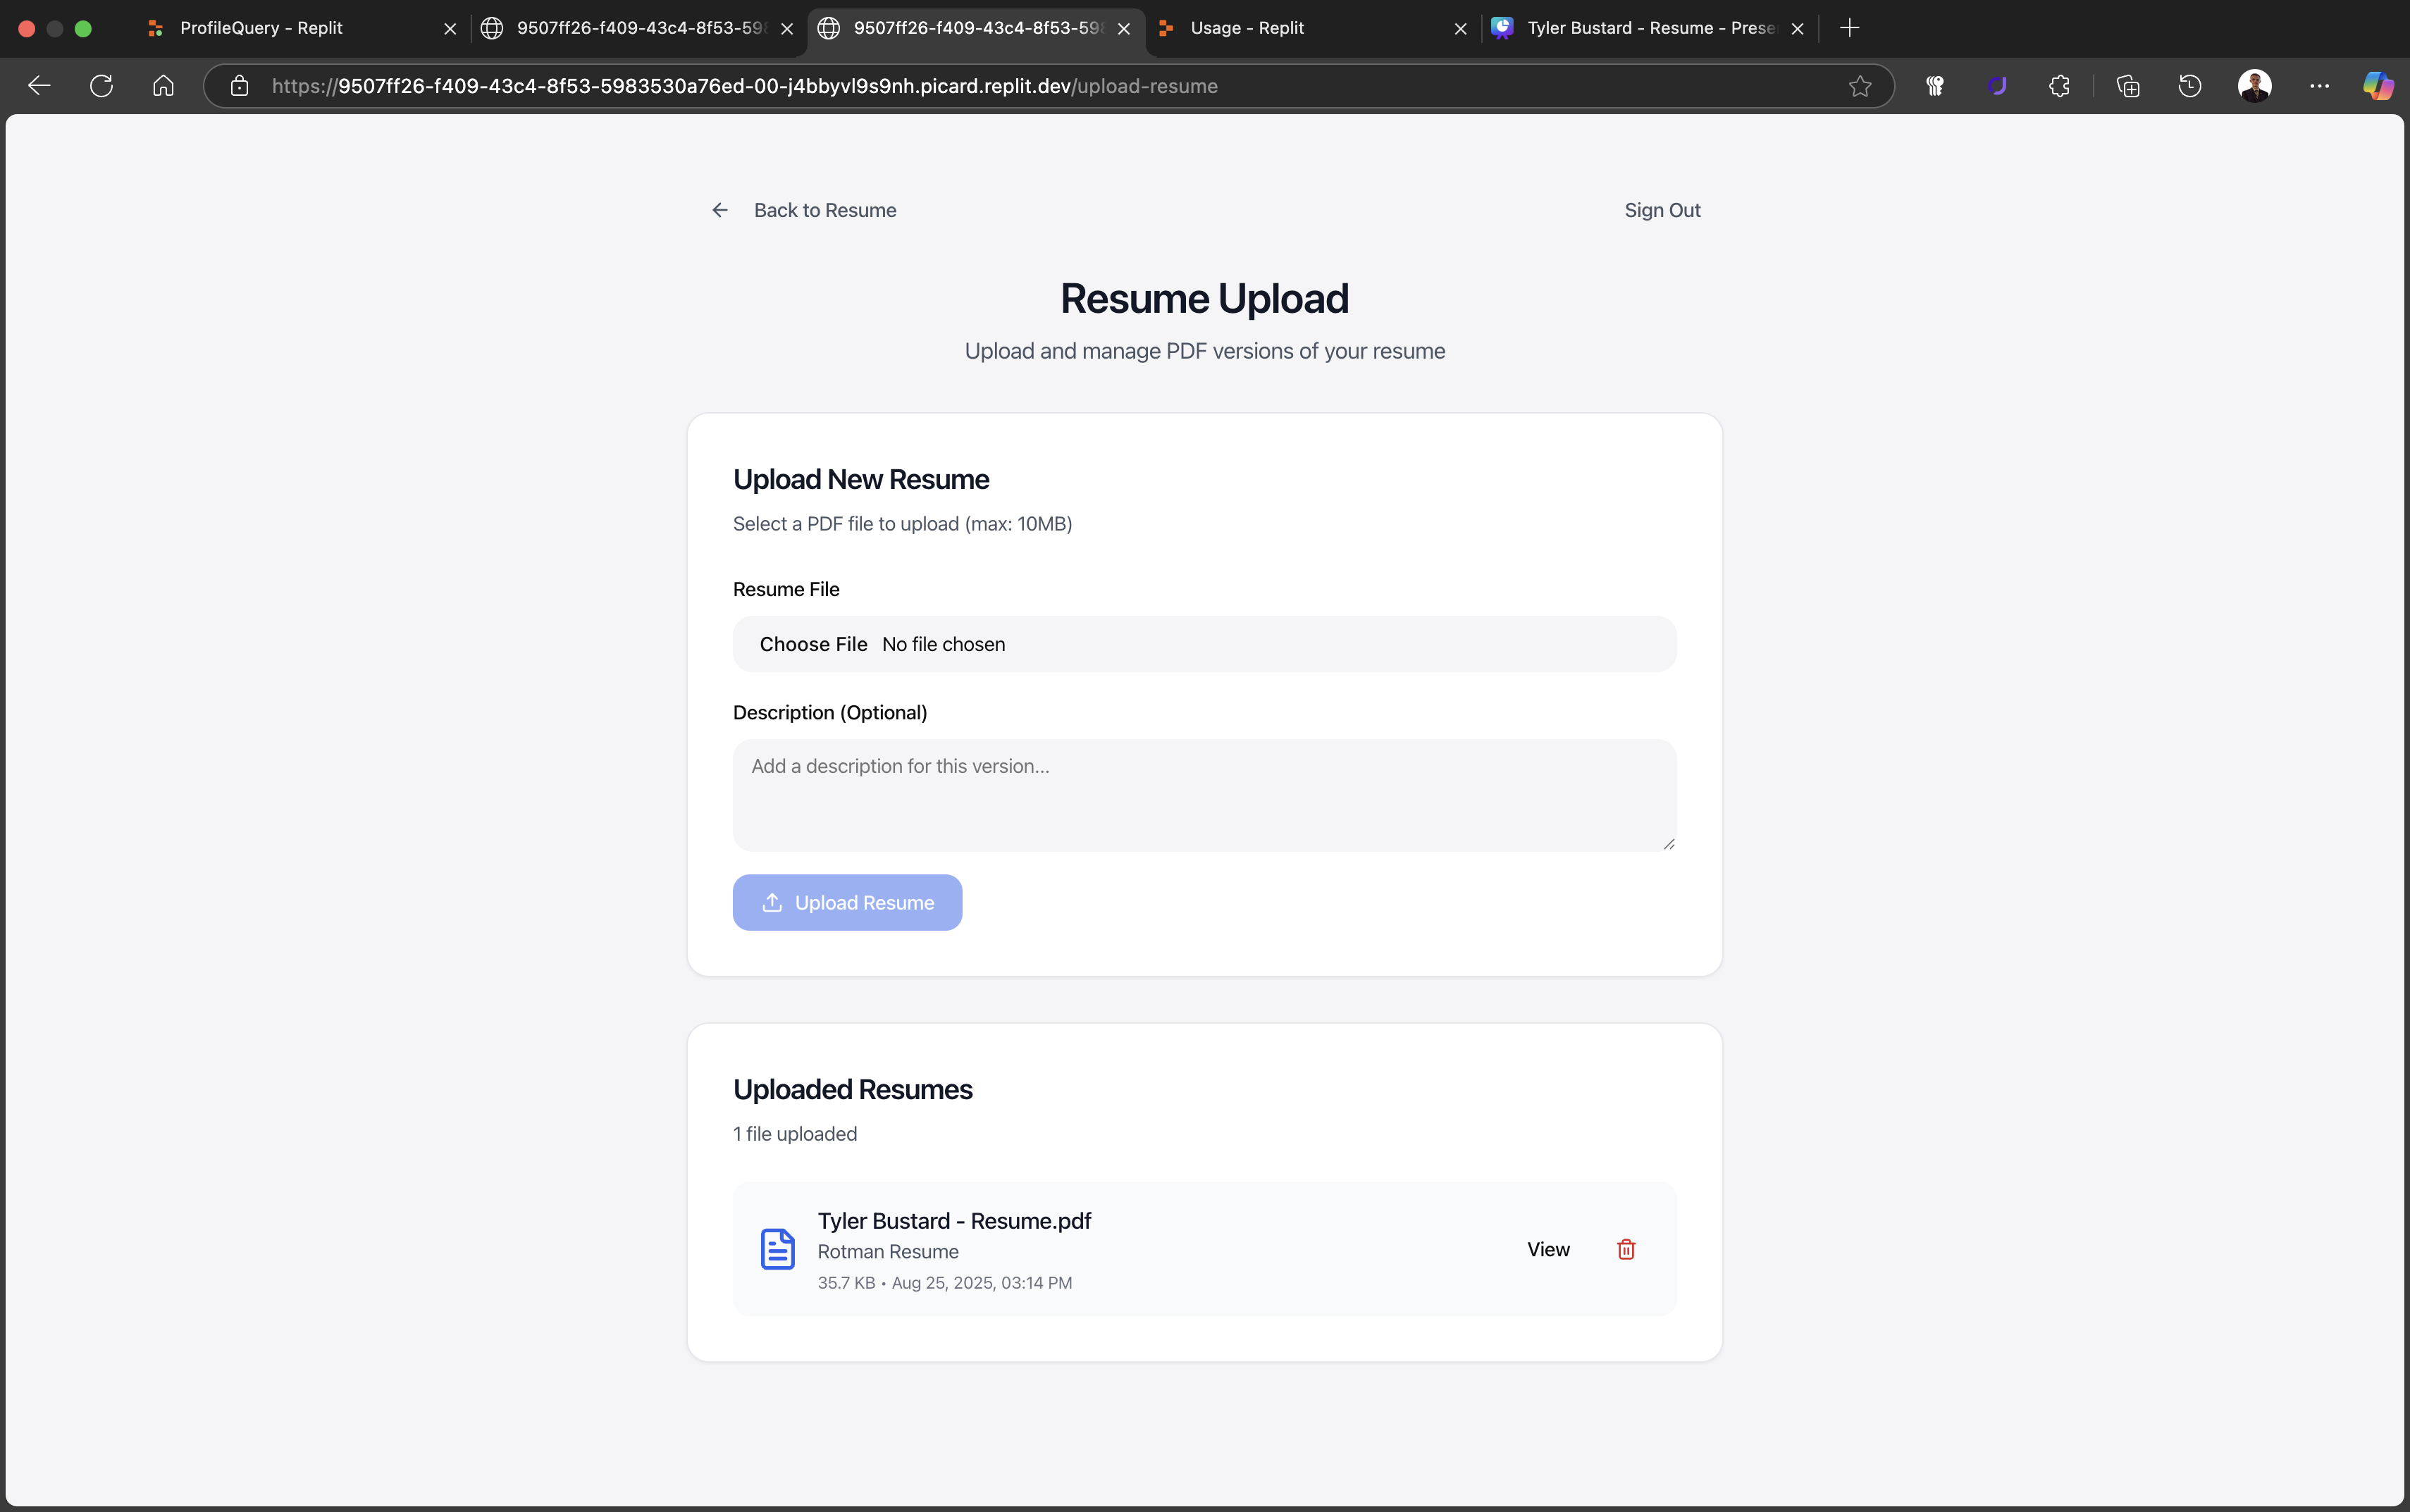 ProfileQuery - Replit
9507ff26-f409-43c4-8f53-598
9507ff26-f409-43c4-8f53-598
Usage - Replit
Tyler Bustard - Resume - Prese
https://9507ff26-f409-43c4-8f53-5983530a76ed-00-j4bbyvl9s9nh.picard.replit.dev/upload-resume
Back to Resume
Sign Out
Resume Upload
Upload and manage PDF versions of your resume
Upload New Resume
Select a PDF file to upload (max: 10MB)
Resume File
Choose File No file chosen
Description (Optional)
Add a description for this version...
Upload Resume
Uploaded Resumes
1 file uploaded
Tyler Bustard - Resume.pdf
Rotman Resume
35.7 KB • Aug 25, 2025, 03:14 PM
View